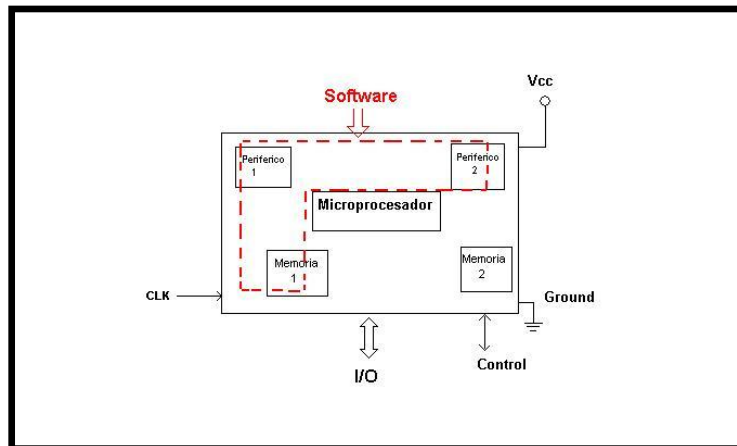 Vcc
Software
Periferico
1
Periferico
2
Microprocesador
Memoria
1
Memoria
2
CLK
Ground
I/O
Control